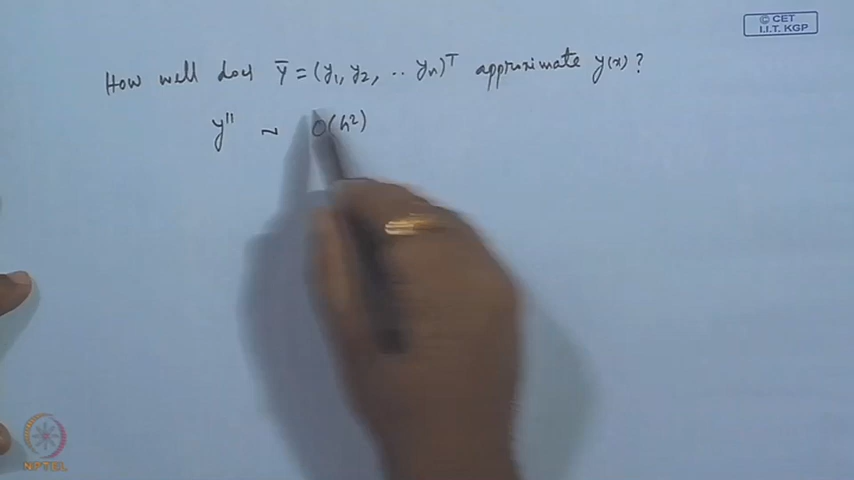 © CET
I.I.T. KGP
How well does ȳ = (y₁, y₂, .. yₙ)ᵀ approximate y(x) ?
y'' ~ O(h²)
NPTEL